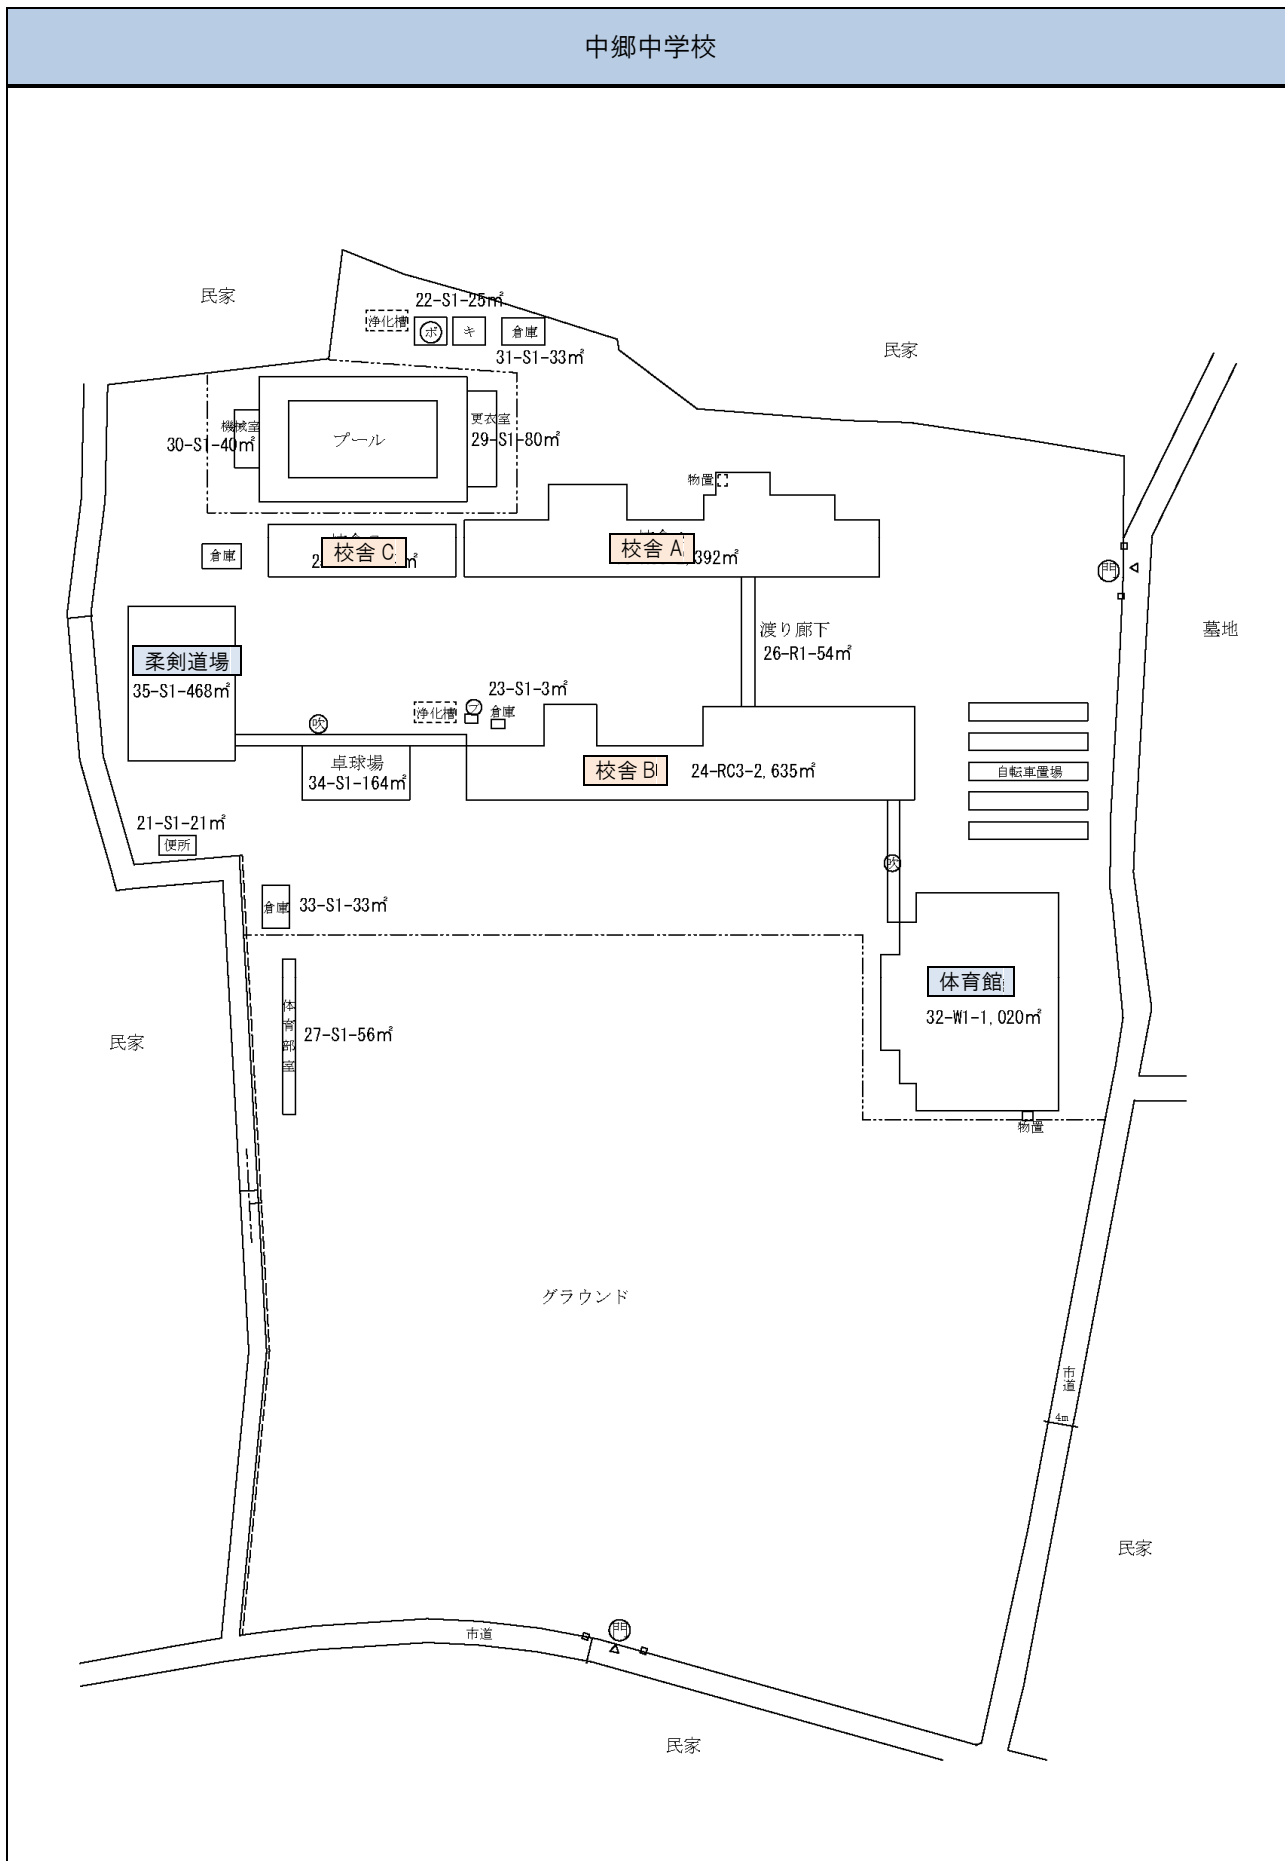 中郷中学校
民家
22-S1-25㎡
浄化槽
ボ
キ
倉庫
31-S1-33㎡
民家
機械室
30-S1-40㎡
プール
更衣室
29-S1-80㎡
物置
倉庫
校舎 C
校舎 A
392㎡
門
墓地
渡り廊下
26-R1-54㎡
柔剣道場
35-S1-468㎡
23-S1-3㎡
浄化槽
プ
倉庫
吹
卓球場
34-S1-164㎡
校舎 B
24-RC3-2,635㎡
自転車置場
21-S1-21㎡
便所
吹
倉庫
33-S1-33㎡
体育館
32-W1-1,020㎡
体育部室
27-S1-56㎡
民家
物置
グラウンド
市道
4m
民家
門
市道
民家